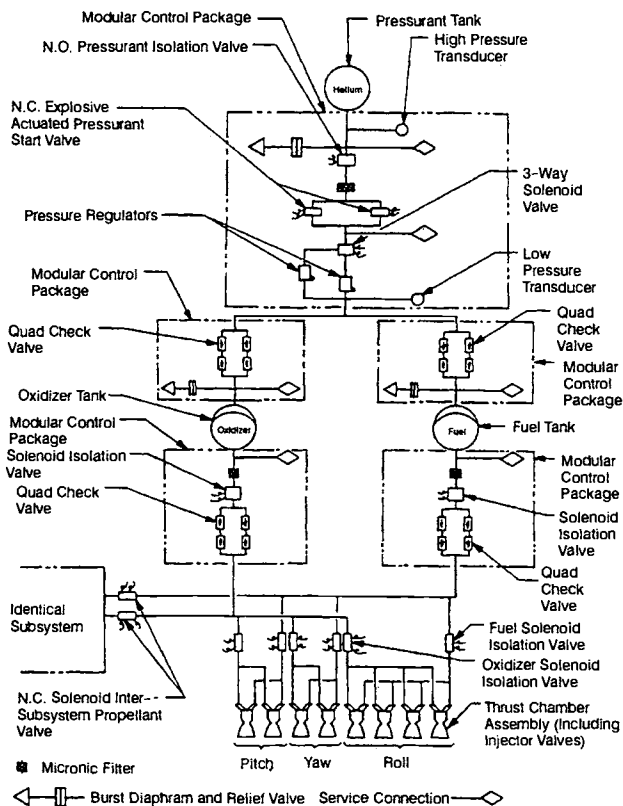 Modular Control Package
Pressurant Tank
N.O. Pressurant Isolation Valve
High Pressure
Transducer
Helium
N.C. Explosive
Actuated Pressurant
Start Valve
3-Way
Solenoid
Valve
Pressure Regulators
Low
Pressure
Transducer
Modular Control
Package
Quad Check
Valve
Quad
Check
Valve
Modular
Control
Package
Oxidizer Tank
Oxidizer
Fuel
Fuel Tank
Modular Control
Package
Solenoid Isolation
Valve
Quad Check
Valve
Modular
Control
Package
Solenoid
Isolation
Valve
Quad
Check
Valve
Identical
Subsystem
Fuel Solenoid
Isolation Valve
Oxidizer Solenoid
Isolation Valve
N.C. Solenoid Inter-
Subsystem Propellant
Valve
Thrust Chamber
Assembly (Including
Injector Valves)
Pitch
Yaw
Roll
Micronic Filter
Burst Diaphram and Relief Valve
Service Connection